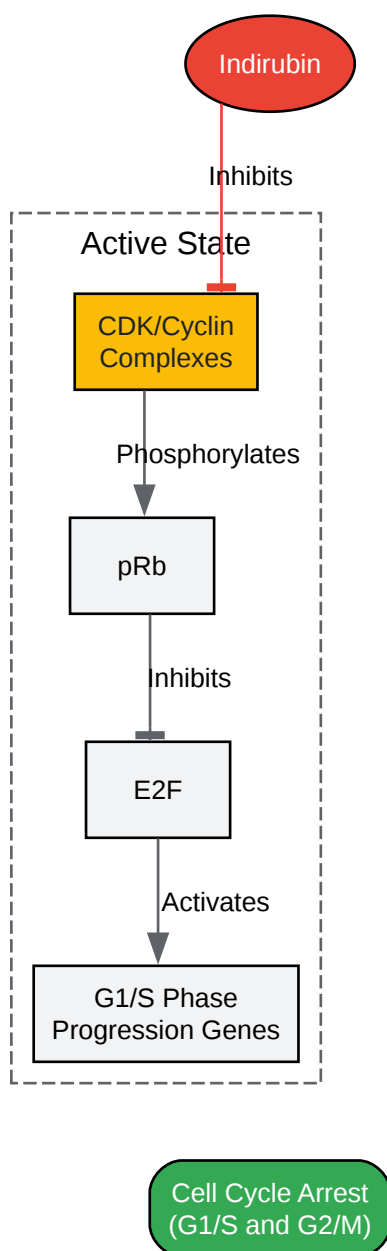 Indirubin
Inhibits
Active State
CDK/Cyclin
Complexes
Phosphorylates
pRb
Inhibits
E2F
Activates
G1/S Phase
Progression Genes
Cell Cycle Arrest
(G1/S and G2/M)